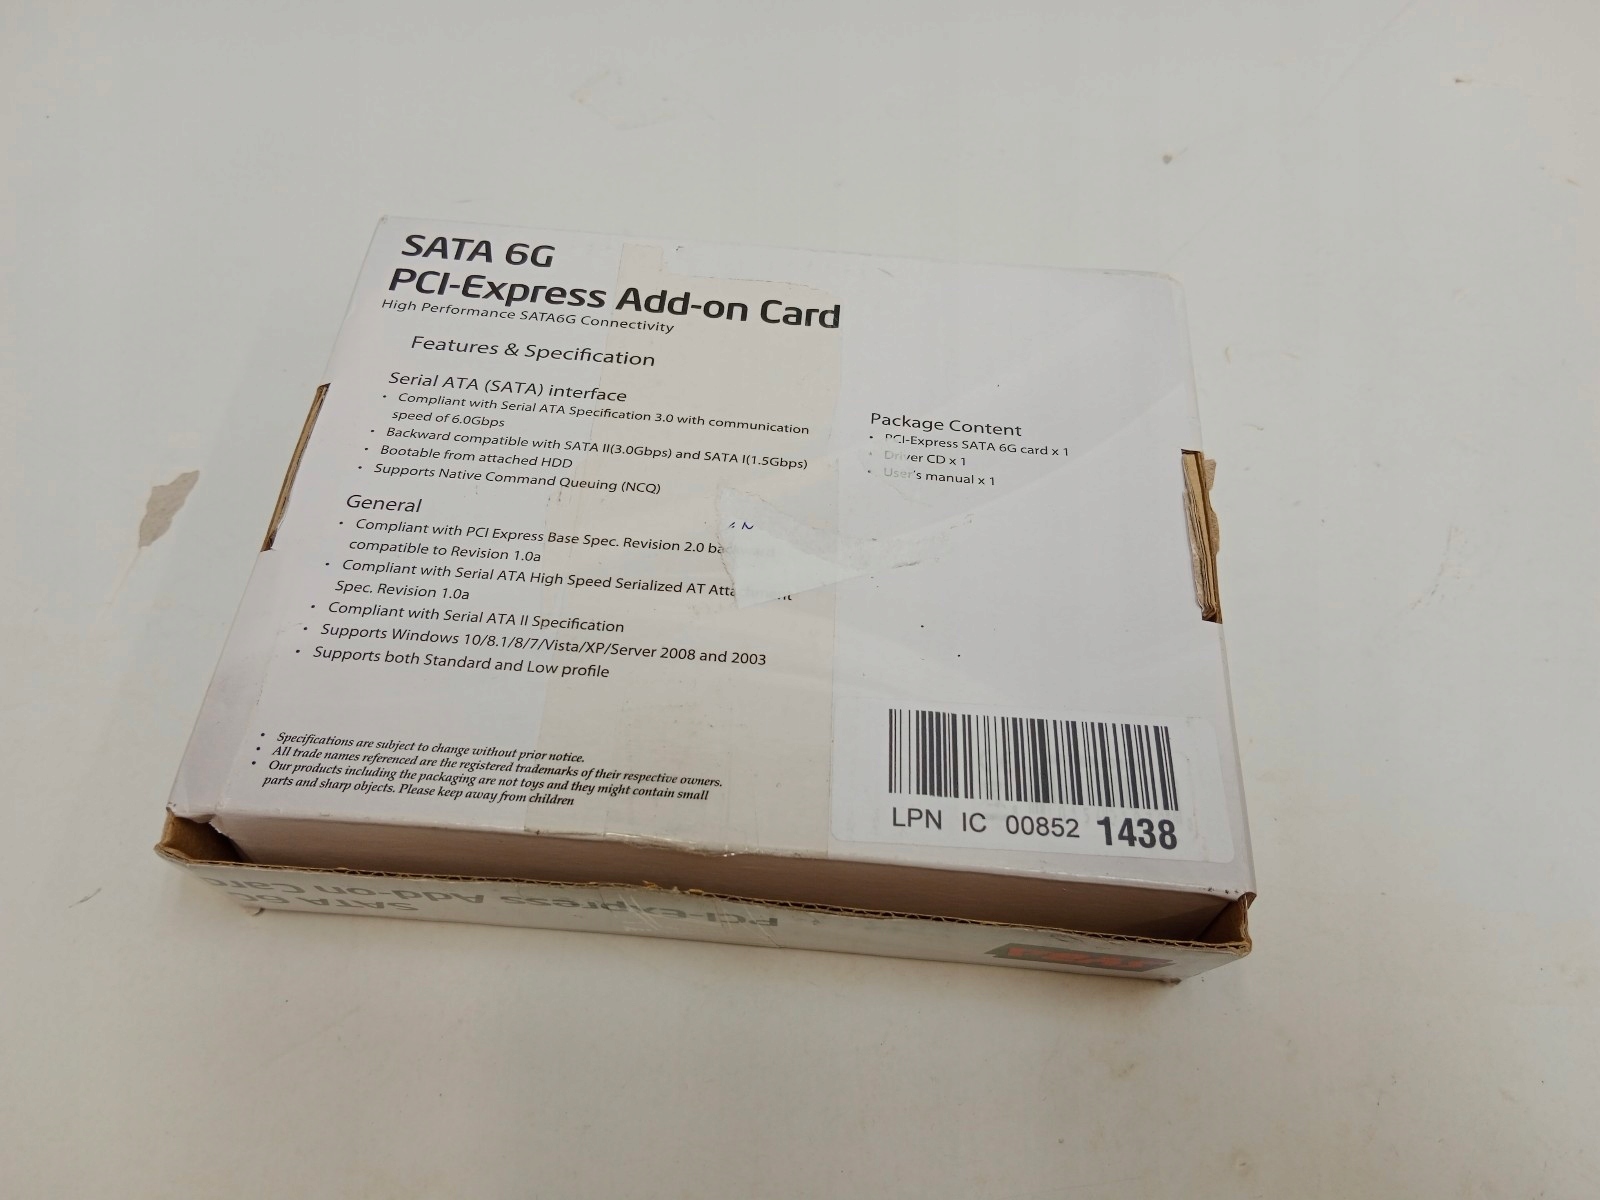 SATA 6G
PCI-Express Add-on Card
High Performance SATA6G Connectivity
Features & Specification
Serial ATA (SATA) interface
• Compliant with Serial ATA Specification 3.0 with communication
speed of 6.0Gbps
• Backward compatible with SATA II(3.0Gbps) and SATA I(1.5Gbps)
• Bootable from attached HDD
• Supports Native Command Queuing (NCQ)
General
• Compliant with PCI Express Base Spec. Revision 2.0
compatible to Revision 1.0a
• Compliant with Serial ATA High Speed Serialized AT
Spec. Revision 1.0a
• Compliant with Serial ATA II Specification
• Supports Windows 10/8.1/8/7/Vista/XP/Server 2008 and 2003
• Supports both Standard and Low profile
• Specifications are subject to change without prior notice.
• All trade names referenced are the registered trademarks of their respective owners.
• Our products including the packaging are not toys and they might contain small
parts and sharp objects. Please keep away from children
Package Content
• PCI-Express SATA 6G card x 1
• Driver CD x 1
• User's manual x 1
LPN IC 00852 1438
SATA 6G
PCI-Express Add-on Card